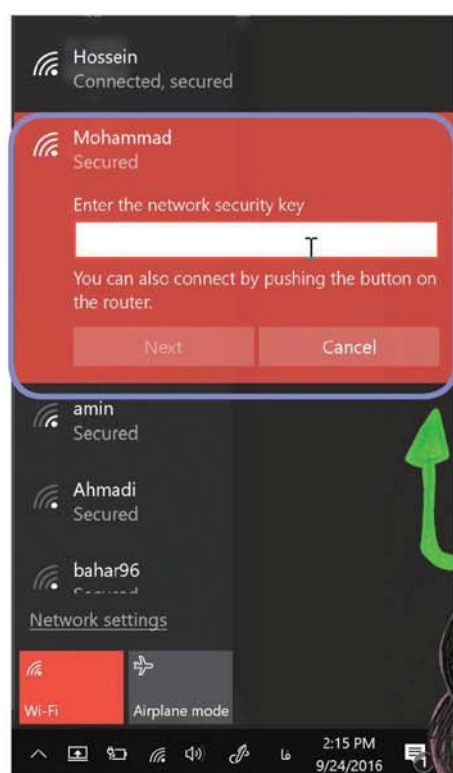 Hossein
Connected, secured
Mohammad
Secured
Enter the network security key
You can also connect by pushing the button on
the router.
Next
Cancel
amin
Secured
Ahmadi
Secured
bahar96
Secured
Network settings
Wi-Fi
Airplane mode
فا
2:15 PM
9/24/2016
1